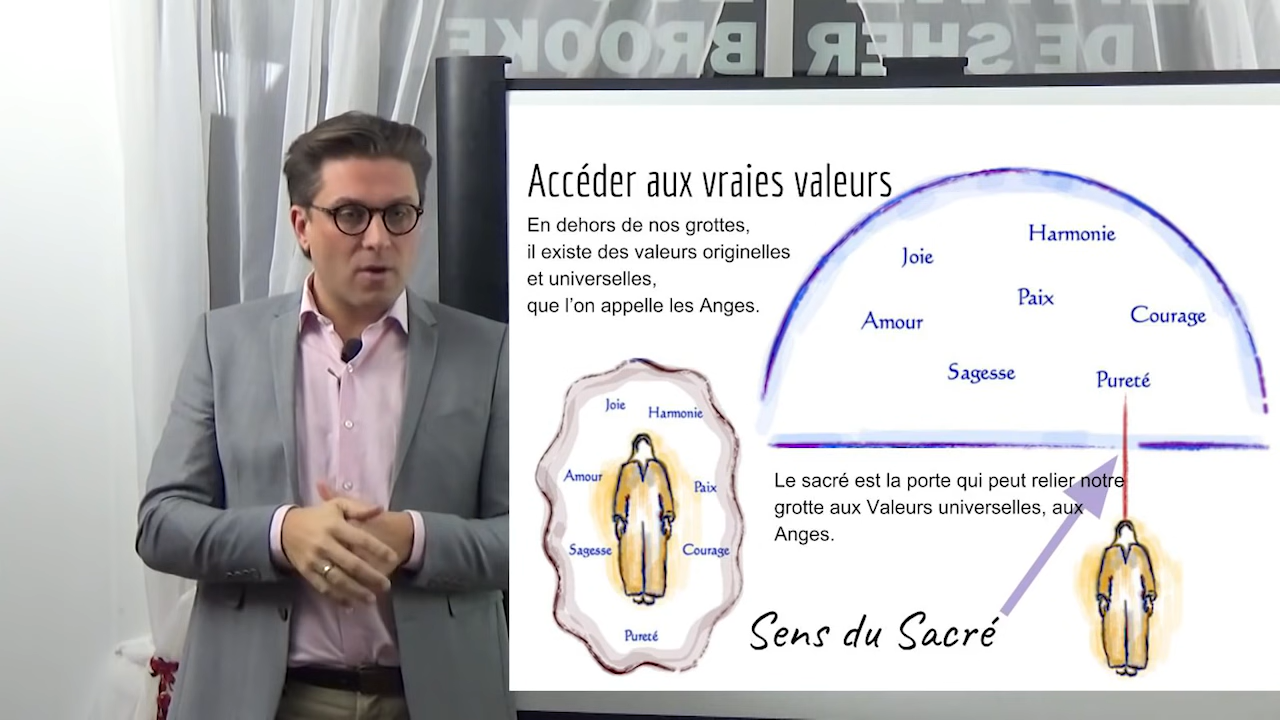 DE SHERBROOKE
Accéder aux vraies valeurs
En dehors de nos grottes,
il existe des valeurs originelles
et universelles,
que l’on appelle les Anges.
Harmonie
Joie
Paix
Courage
Amour
Sagesse
Pureté
Joie
Harmonie
Amour
Paix
Sagesse
Courage
Pureté
Le sacré est la porte qui peut relier notre
grotte aux Valeurs universelles, aux
Anges.
Sens du Sacré